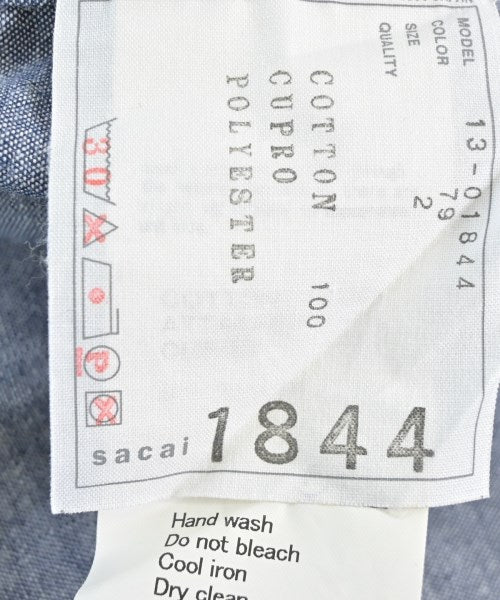 MODEL 13-01844
COLOR 79
SIZE 2
QUALITY
COTTON 100
CUPRO
POLYESTER
30
P
sacai 1844
Hand wash
Do not bleach
Cool iron
Dry clean